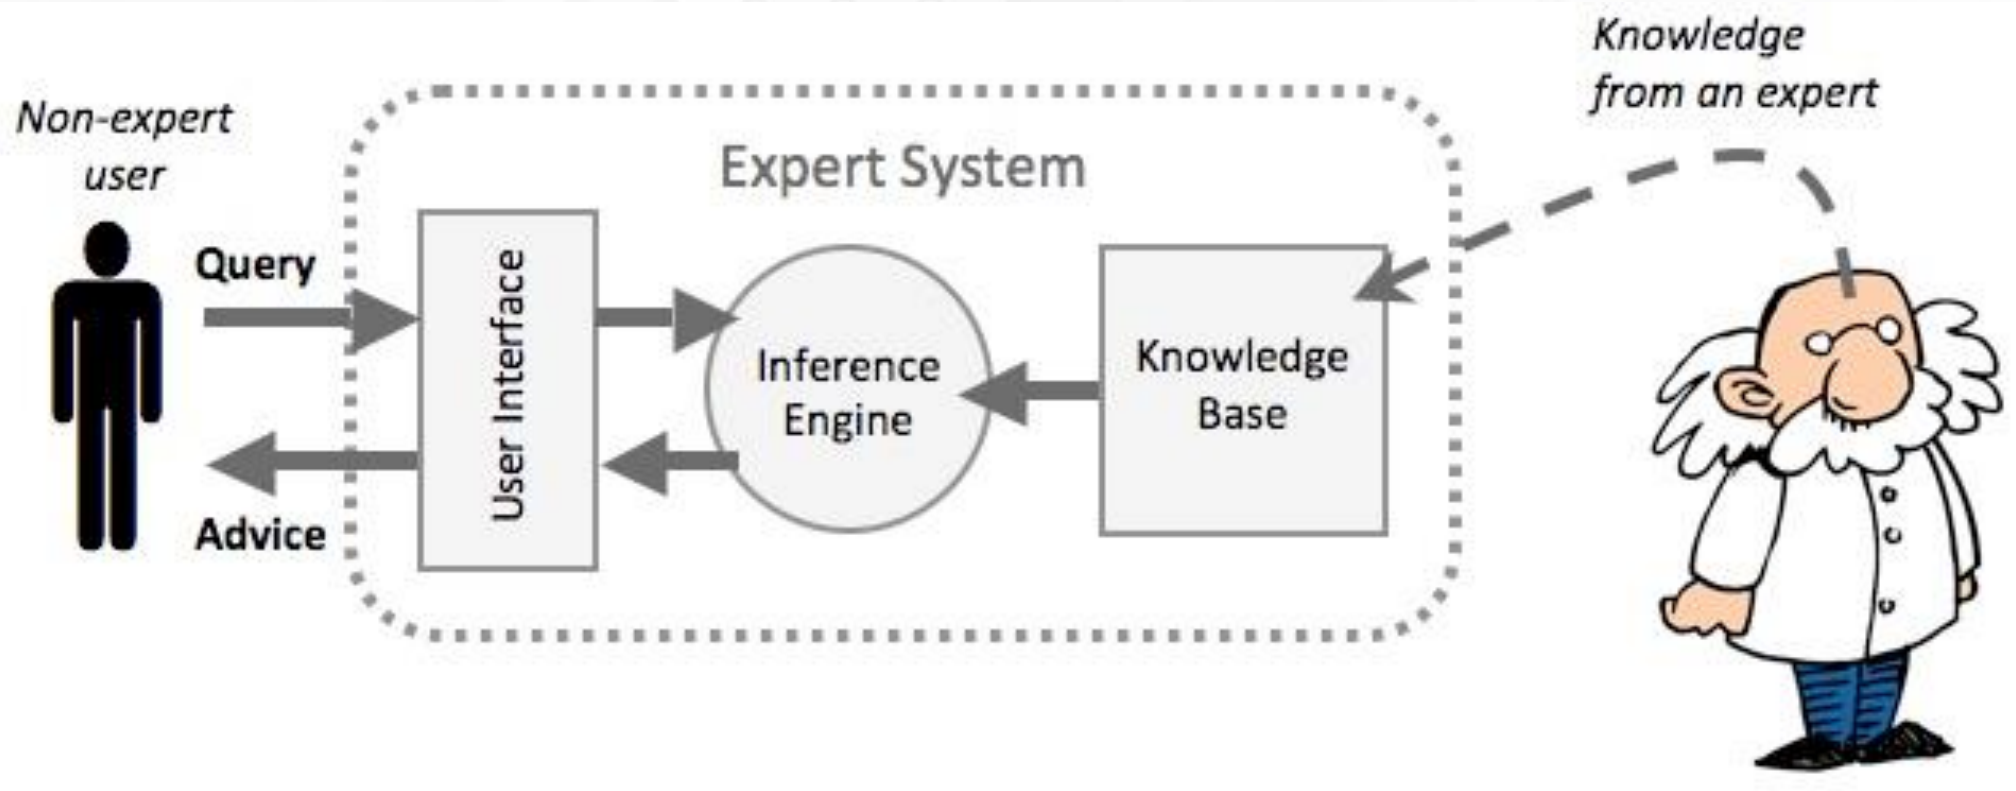 Knowledge
from an expert
Non-expert
user
Expert System
Query
User Interface
Inference
Engine
Knowledge
Base
Advice